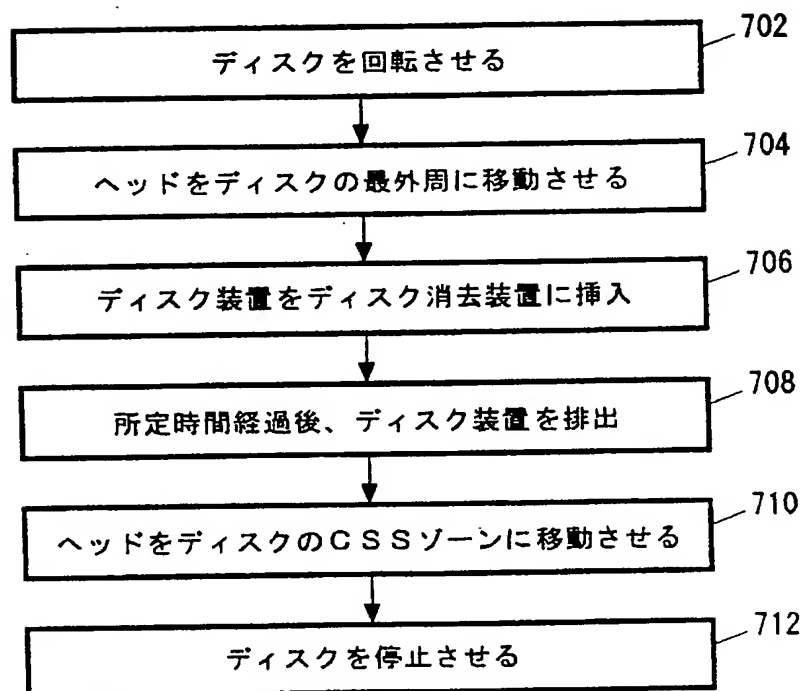 702
ディスクを回転させる
704
ヘッドをディスクの最外周に移動させる
706
ディスク装置をディスク消去装置に挿入
708
所定時間経過後、ディスク装置を排出
710
ヘッドをディスクのCSSゾーンに移動させる
712
ディスクを停止させる